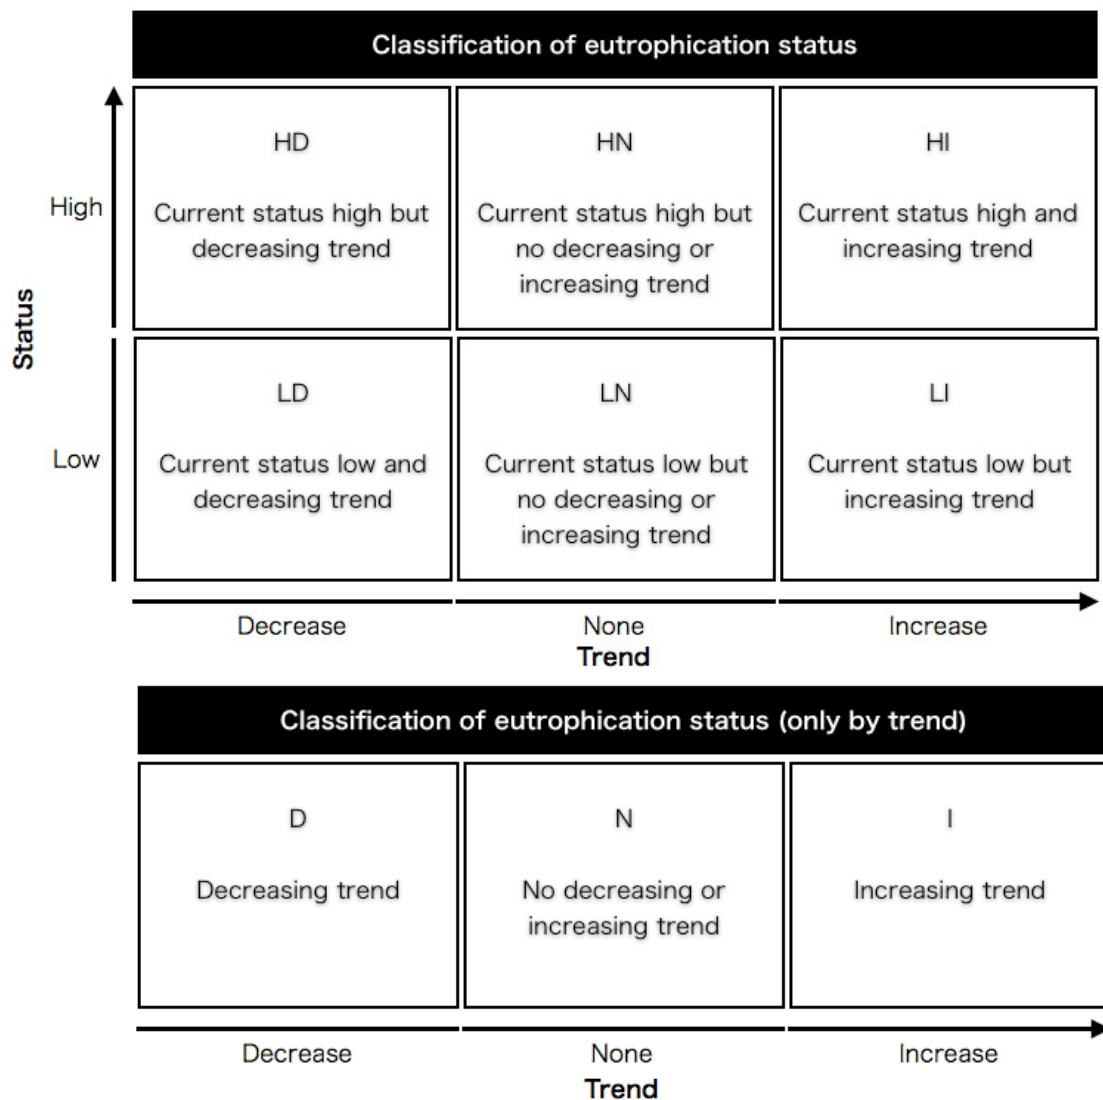 Classification of eutrophication status
HD
Current status high but
decreasing trend
HN
Current status high but
no decreasing or
increasing trend
HI
Current status high and
increasing trend
High
Status
LD
Current status low and
decreasing trend
LN
Current status low but
no decreasing or
increasing trend
LI
Current status low but
increasing trend
Low
Decrease
None
Increase
Trend
Classification of eutrophication status (only by trend)
D
Decreasing trend
N
No decreasing or
increasing trend
I
Increasing trend
Decrease
None
Increase
Trend